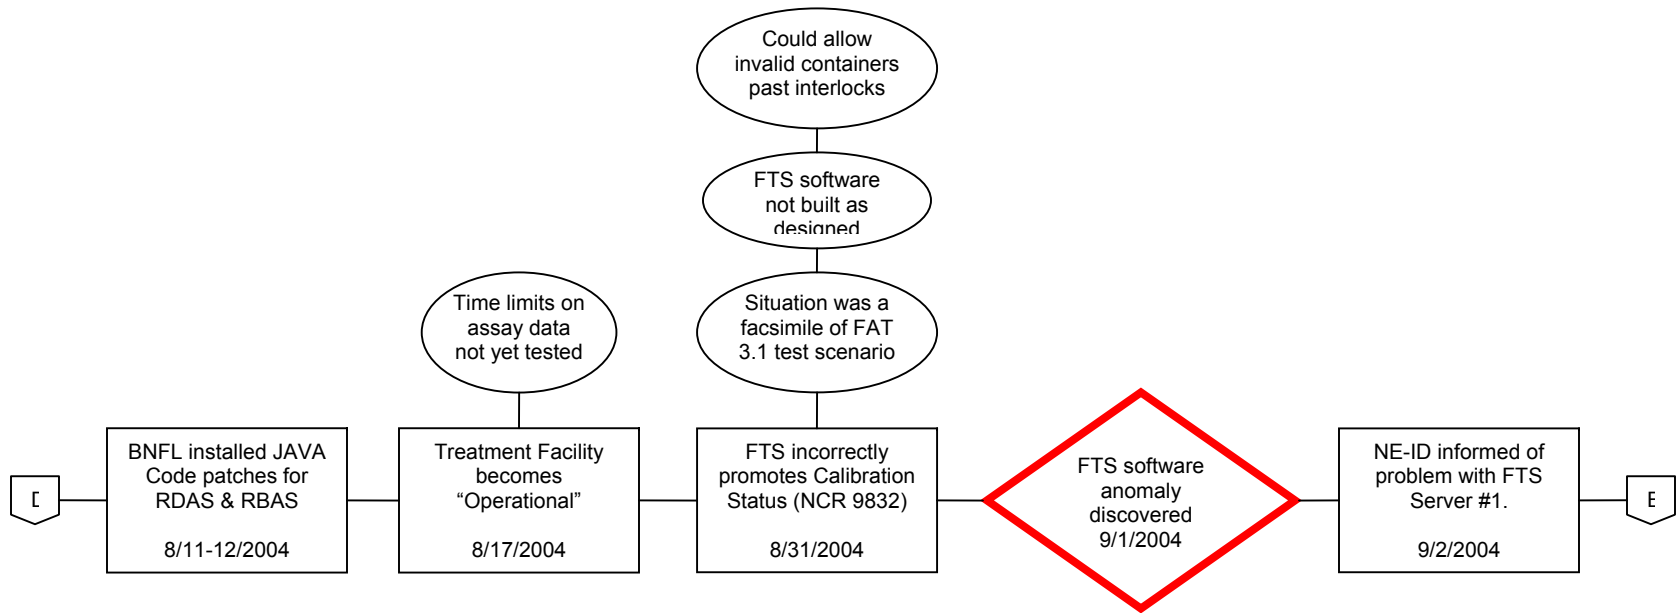 Could allow
invalid containers
past interlocks
FTS software
not built as
designed
Time limits on
assay data
not yet tested
Situation was a
facsimile of FAT
3.1 test scenario
BNFL installed JAVA
Code patches for
RDAS & RBAS
8/11-12/2004
Treatment Facility
becomes
“Operational”
8/17/2004
FTS incorrectly
promotes Calibration
Status (NCR 9832)
8/31/2004
FTS software
anomaly
discovered
9/1/2004
NE-ID informed of
problem with FTS
Server #1.
9/2/2004
E